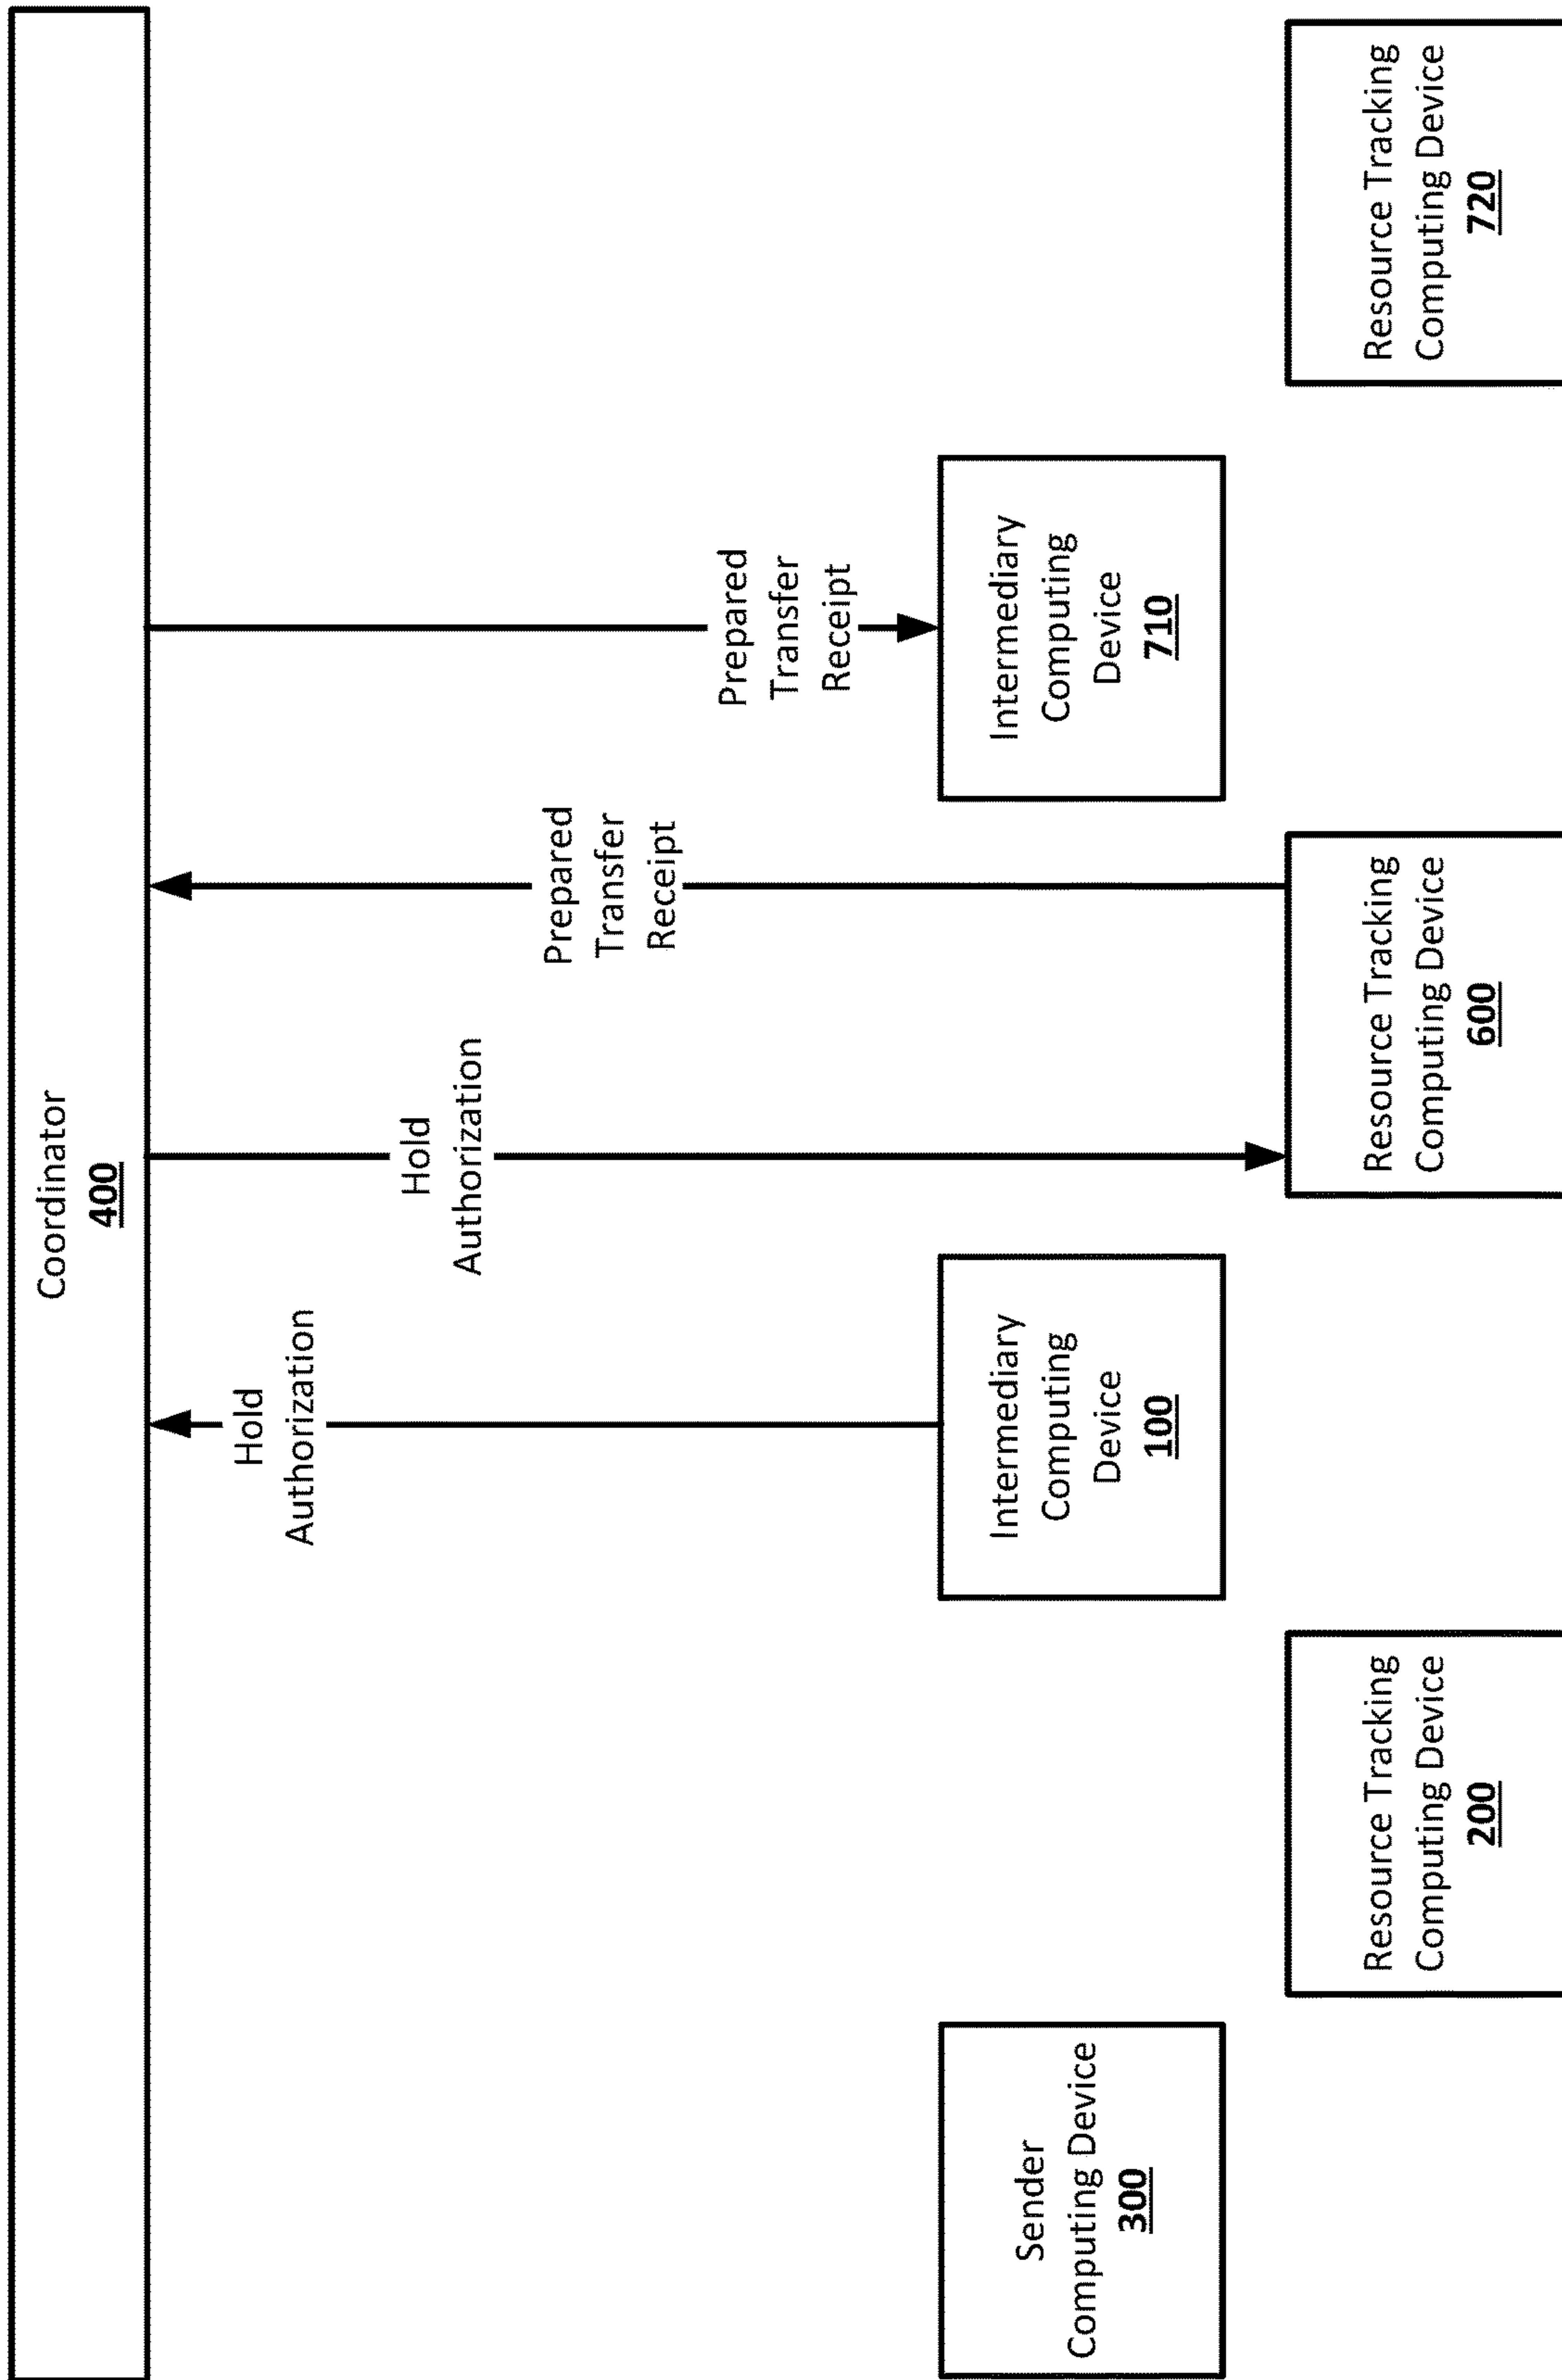 Coordinator
400
Hold
Authorization
Hold
Authorization
Prepared
Transfer
Receipt
Prepared
Transfer
Receipt
Sender
Computing Device
300
Intermediary
Computing
Device
100
Intermediary
Computing
Device
710
Resource Tracking
Computing Device
200
Resource Tracking
Computing Device
600
Resource Tracking
Computing Device
720